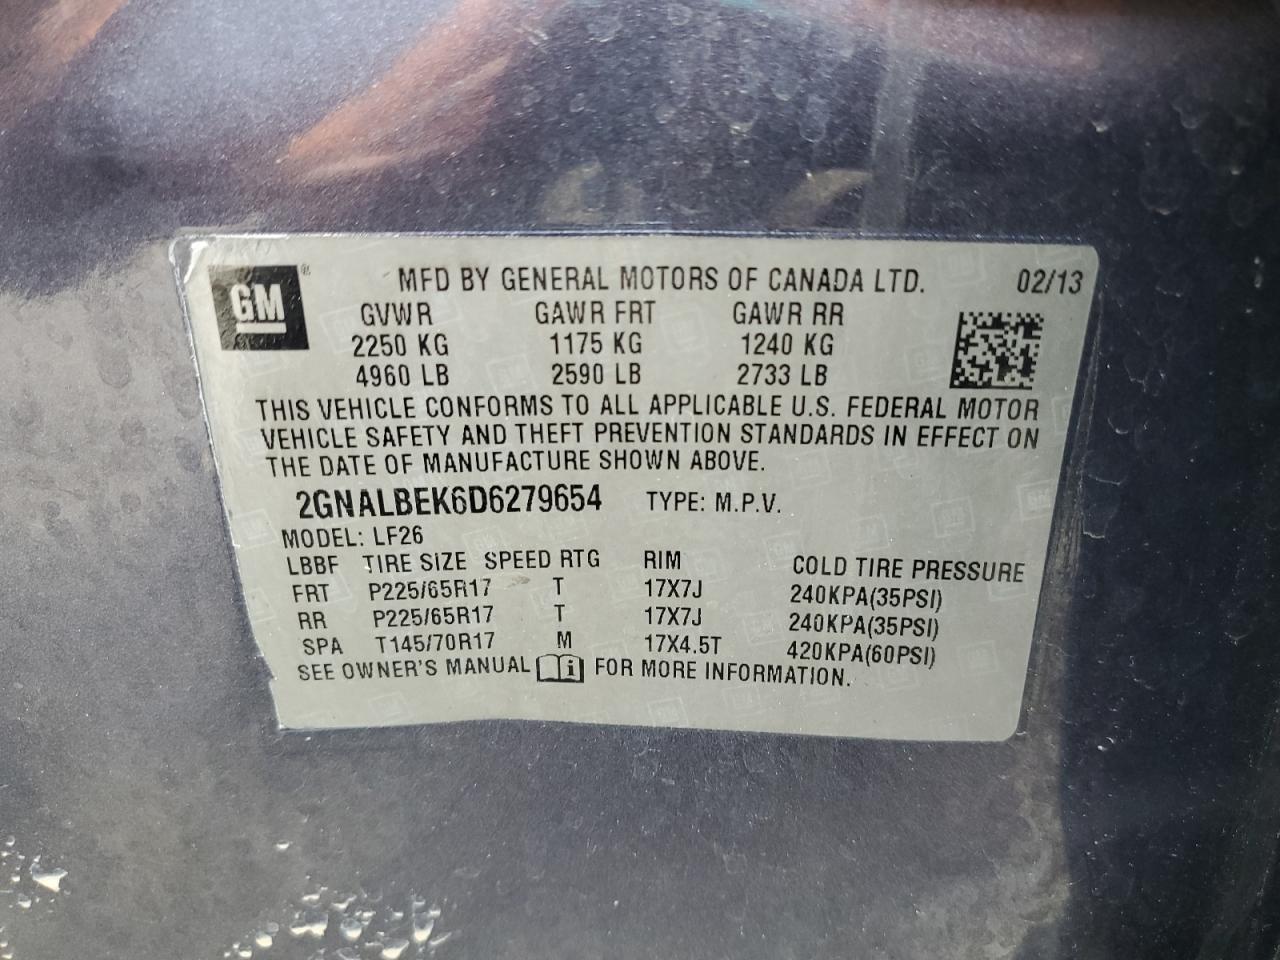 GM ® MFD BY GENERAL MOTORS OF CANADA LTD. 02/13
GVWR GAWR FRT GAWR RR
2250 KG 1175 KG 1240 KG
4960 LB 2590 LB 2733 LB
THIS VEHICLE CONFORMS TO ALL APPLICABLE U.S. FEDERAL MOTOR
VEHICLE SAFETY AND THEFT PREVENTION STANDARDS IN EFFECT ON
THE DATE OF MANUFACTURE SHOWN ABOVE.
2GNALBEK6D6279654 TYPE: M.P.V.
MODEL: LF26
LBBF TIRE SIZE SPEED RTG RIM COLD TIRE PRESSURE
FRT P225/65R17 T 17X7J 240KPA(35PSI)
RR P225/65R17 T 17X7J 240KPA(35PSI)
SPA T145/70R17 M 17X4.5T 420KPA(60PSI)
SEE OWNER'S MANUAL i FOR MORE INFORMATION.